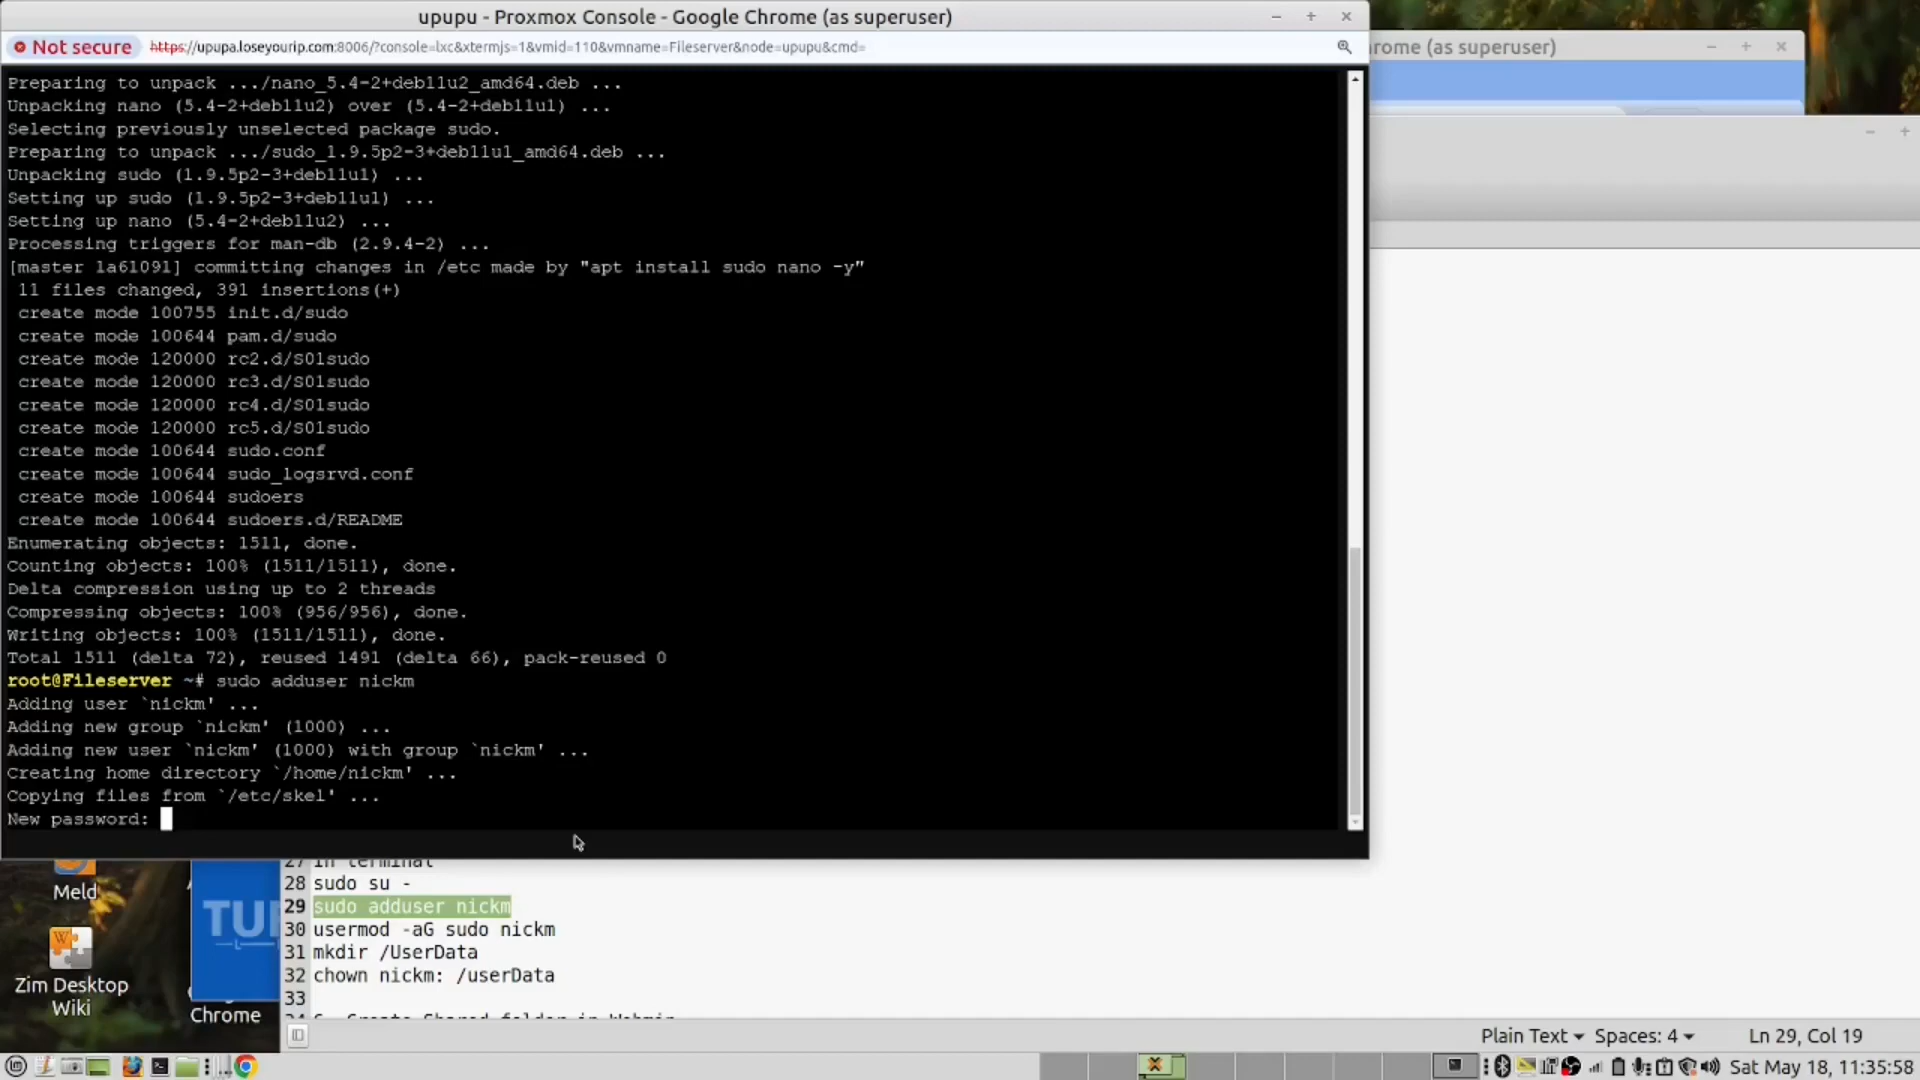 upupu - Proxmox Console - Google Chrome (as superuser)
rome (as superuser)
Not secure https://upupa.loseyourip.com:8006/?console=lxc&xtermjs=1&vmid=110&vmname=Fileserver&node=upupu&cmd=
Preparing to unpack .../nano_5.4-2+deb11u2_amd64.deb ...
Unpacking nano (5.4-2+deb11u2) over (5.4-2+deb11u1) ...
Selecting previously unselected package sudo.
Preparing to unpack .../sudo_1.9.5p2-3+deb11u1_amd64.deb ...
Unpacking sudo (1.9.5p2-3+deb11u1) ...
Setting up sudo (1.9.5p2-3+deb11u1) ...
Setting up nano (5.4-2+deb11u2) ...
Processing triggers for man-db (2.9.4-2) ...
[master 1a61091] committing changes in /etc made by "apt install sudo nano -y"
11 files changed, 391 insertions(+)
create mode 100755 init.d/sudo
create mode 100644 pam.d/sudo
create mode 120000 rc2.d/S01sudo
create mode 120000 rc3.d/S01sudo
create mode 120000 rc4.d/S01sudo
create mode 120000 rc5.d/S01sudo
create mode 100644 sudo.conf
create mode 100644 sudo_logsrvd.conf
create mode 100644 sudoers
create mode 100644 sudoers.d/README
Enumerating objects: 1511, done.
Counting objects: 100% (1511/1511), done.
Delta compression using up to 2 threads
Compressing objects: 100% (956/956), done.
Writing objects: 100% (1511/1511), done.
Total 1511 (delta 72), reused 1491 (delta 66), pack-reused 0
root@Fileserver ~# sudo adduser nickm
Adding user `nickm' ...
Adding new group `nickm' (1000) ...
Adding new user `nickm' (1000) with group `nickm' ...
Creating home directory `/home/nickm' ...
Copying files from `/etc/skel' ...
New password:
27 in terminal
28 sudo su -
29 sudo adduser nickm
30 usermod -aG sudo nickm
31 mkdir /UserData
32 chown nickm: /userData
33
Meld
TU
Zim Desktop
Wiki
Chrome
Plain Text Spaces: 4 Ln 29, Col 19
Sat May 18, 11:35:58